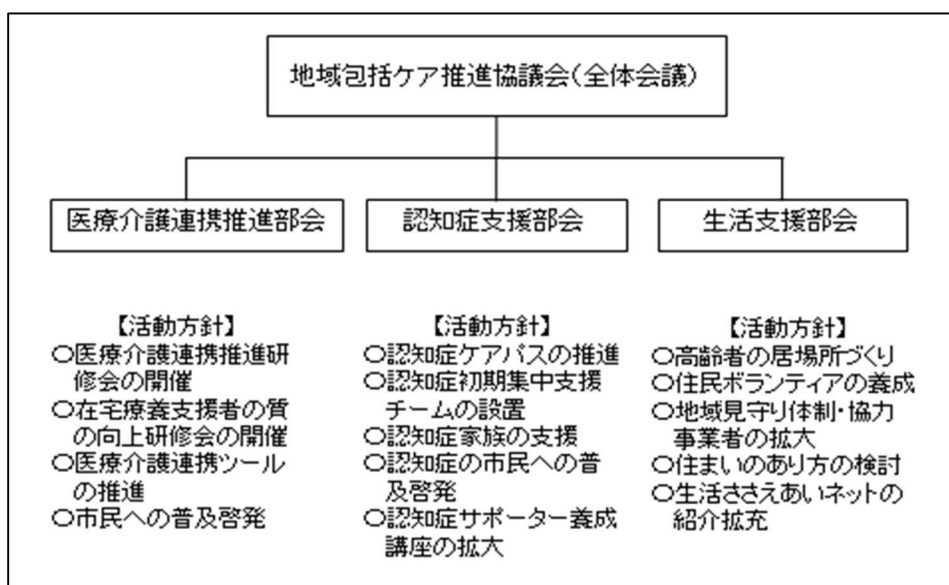 地域包括ケア推進協議会(全体会議)
医療介護連携推進部会
認知症支援部会
生活支援部会
【活動方針】
○医療介護連携推進研
修会の開催
○在宅療養支援者の質
の向上研修会の開催
○医療介護連携ツール
の推進
○市民への普及啓発
【活動方針】
○認知症ケアパスの推進
○認知症初期集中支援
チームの設置
○認知症家族の支援
○認知症の市民への普
及啓発
○認知症サポーター養成
講座の拡大
【活動方針】
○高齢者の居場所づくり
○住民ボランティアの養成
○地域見守り体制・協力
事業者の拡大
○住まいのあり方の検討
○生活ささえあいネットの
紹介拡充